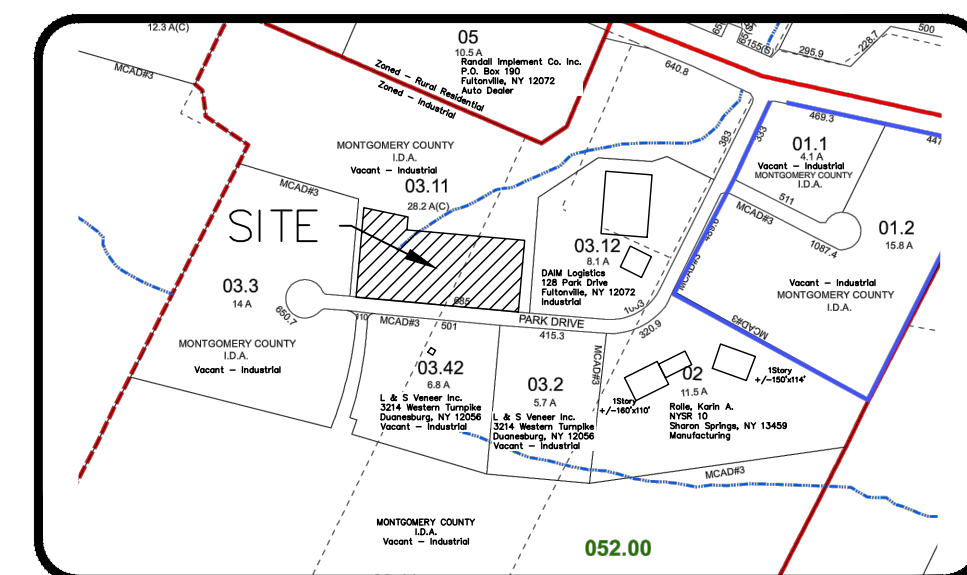 12.3 A(C)
MCAD#3
05
10.5 A
Randall Implement Co. Inc.
P.O. Box 190
Fultonville, NY 12072
Auto Dealer
Zoned – Rural Residential
Zoned – Industrial
640.8
155(S)
295.9
228.7
500
469.3
447
333
383
01.1
4.1 A
Vacant – Industrial
MONTGOMERY COUNTY
I.D.A.
MONTGOMERY COUNTY
I.D.A.
Vacant – Industrial
03.11
28.2 A(C)
MCAD#3
SITE
511
MCAD#3
1087.4
01.2
15.8 A
Vacant – Industrial
MONTGOMERY COUNTY
I.D.A.
03.12
8.1 A
DAIM Logistics
128 Park Drive
Fultonville, NY 12072
Industrial
MCAD#3
03.3
14 A
650.7
MONTGOMERY COUNTY
I.D.A.
Vacant – Industrial
685
MCAD#3
501
PARK DRIVE
415.3
320.9
MCAD#3
MCAD#3
03.42
6.8 A
L & S Veneer Inc.
3214 Western Turnpike
Duanesburg, NY 12056
Vacant – Industrial
03.2
5.7 A
L & S Veneer Inc.
3214 Western Turnpike
Duanesburg, NY 12056
Vacant – Industrial
1Story
+/-160'x110'
02
11.5 A
1Story
+/-150'x114'
Rolle, Karin A.
NYSR 10
Sharon Springs, NY 13459
Manufacturing
MCAD#3
MONTGOMERY COUNTY
I.D.A.
Vacant – Industrial
052.00